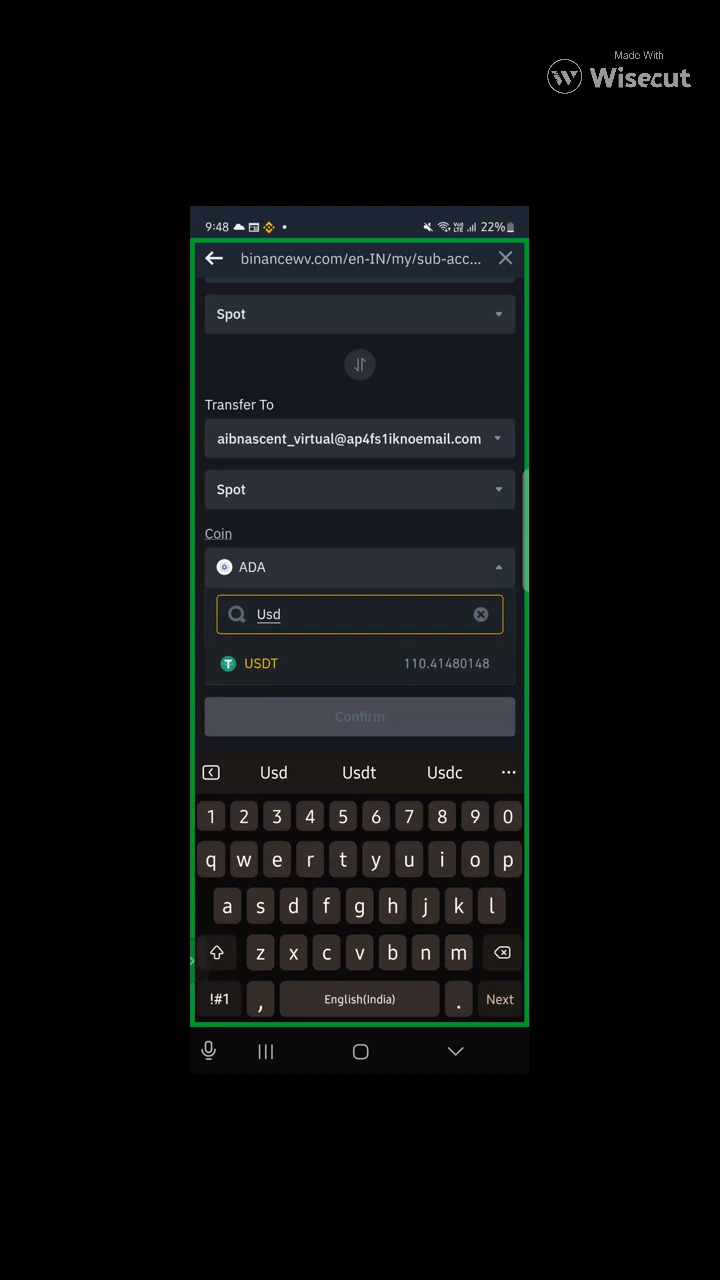 Made With
Wisecut
9:48 22%
binancewv.com/en-IN/my/sub-acc...
Spot
Transfer To
aibnascent_virtual@ap4fs1iknoemail.com
Spot
Coin
ADA
Usd
USDT 110.41480148
Confirm
Usd Usdt Usdc ...
1 2 3 4 5 6 7 8 9 0
q w e r t y u i o p
a s d f g h j k l
z x c v b n m
!#1 , English(India) . Next